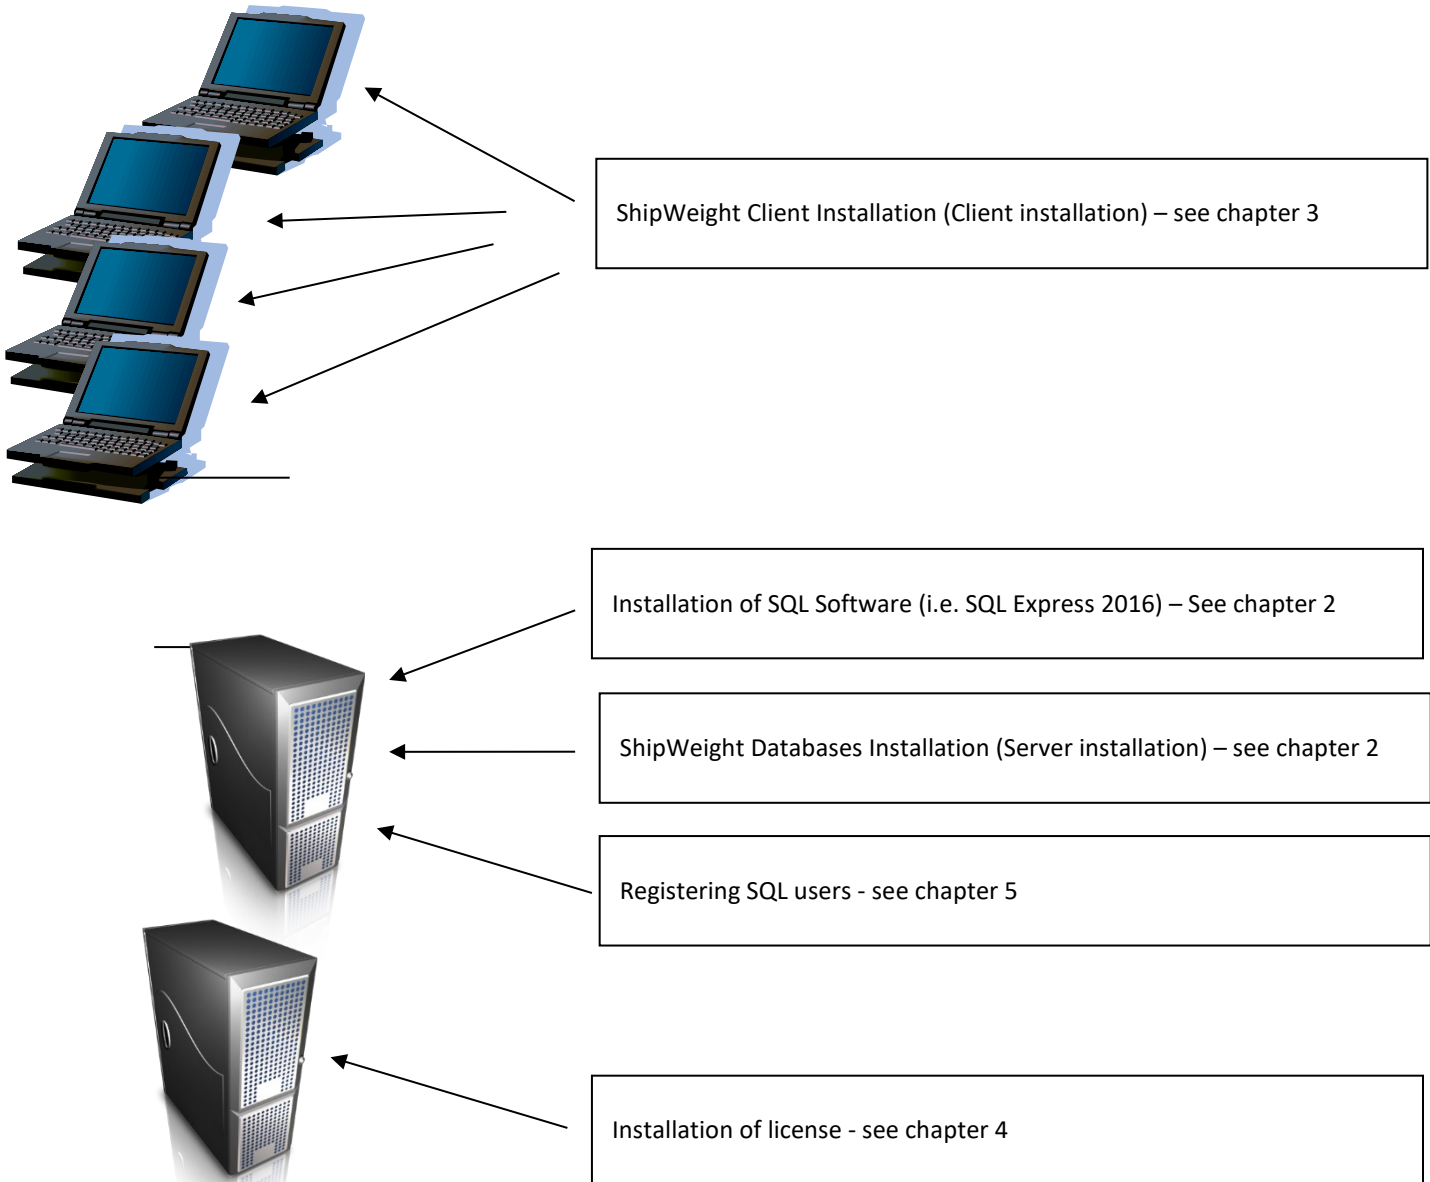 ShipWeight Client Installation (Client installation) – see chapter 3
Installation of SQL Software (i.e. SQL Express 2016) – See chapter 2
ShipWeight Databases Installation (Server installation) – see chapter 2
Registering SQL users - see chapter 5
Installation of license - see chapter 4